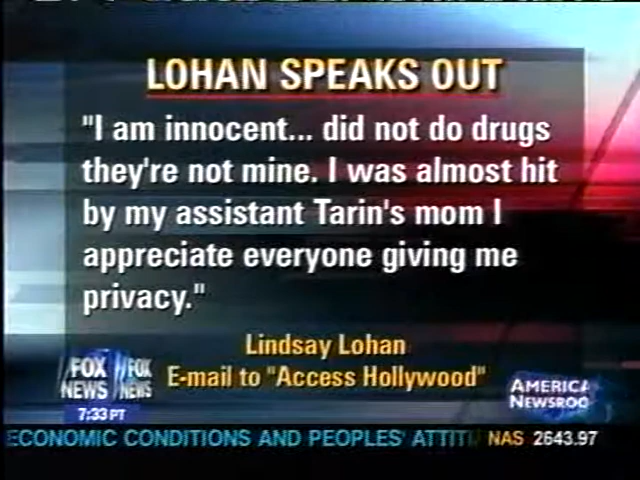 LOHAN SPEAKS OUT
"I am innocent... did not do drugs
they're not mine. I was almost hit
by my assistant Tarin's mom I
appreciate everyone giving me
privacy."
Lindsay Lohan
E-mail to "Access Hollywood"
FOX NEWS
FOX NEWS
7:33 PT
AMERICA
NEWSROO
ECONOMIC CONDITIONS AND PEOPLES' ATTIT
NAS 2643.97